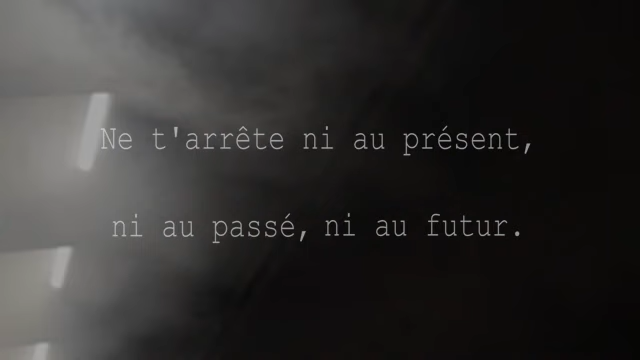 Ne t'arrête ni au présent,
ni au passé, ni au futur.